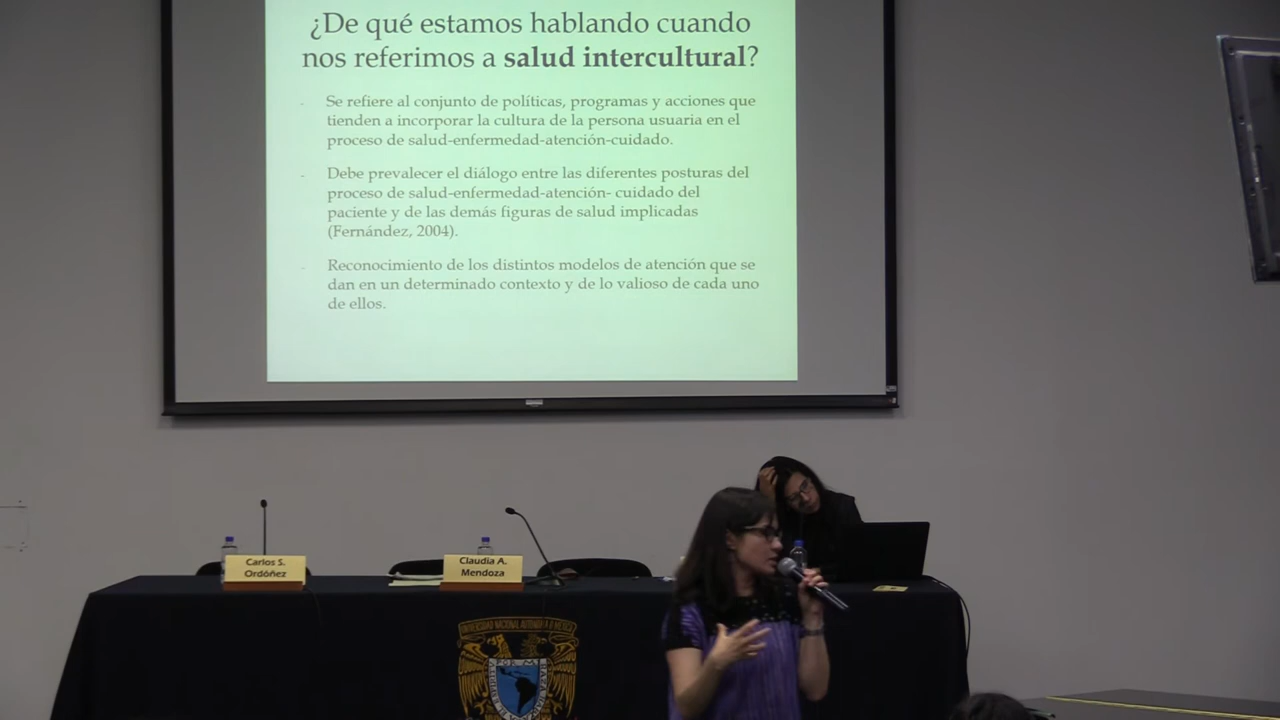 ¿De qué estamos hablando cuando
nos referimos a salud intercultural?
- Se refiere al conjunto de políticas, programas y acciones que
tienden a incorporar la cultura de la persona usuaria en el
proceso de salud-enfermedad-atención-cuidado.
- Debe prevalecer el diálogo entre las diferentes posturas del
proceso de salud-enfermedad-atención- cuidado del
paciente y de las demás figuras de salud implicadas
(Fernández, 2004).
- Reconocimiento de los distintos modelos de atención que se
dan en un determinado contexto y de lo valioso de cada uno
de ellos.
Carlos S.
Ordóñez
Claudia A.
Mendoza
UNIVERSIDAD NACIONAL AUTONOMA